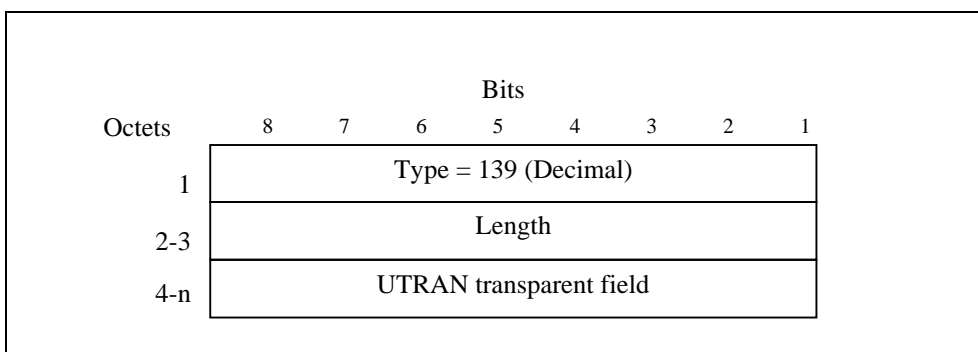 Bits
Octets 8 7 6 5 4 3 2 1
1 Type = 139 (Decimal)
2-3 Length
4-n UTRAN transparent field